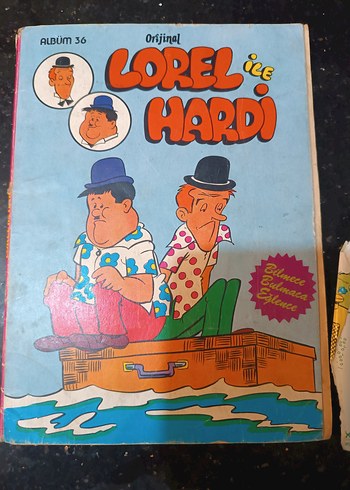 ALBÜM 36
Orijinal
LOREL iLE
HARDi
Bilmece
Bulmaca
Eğlence